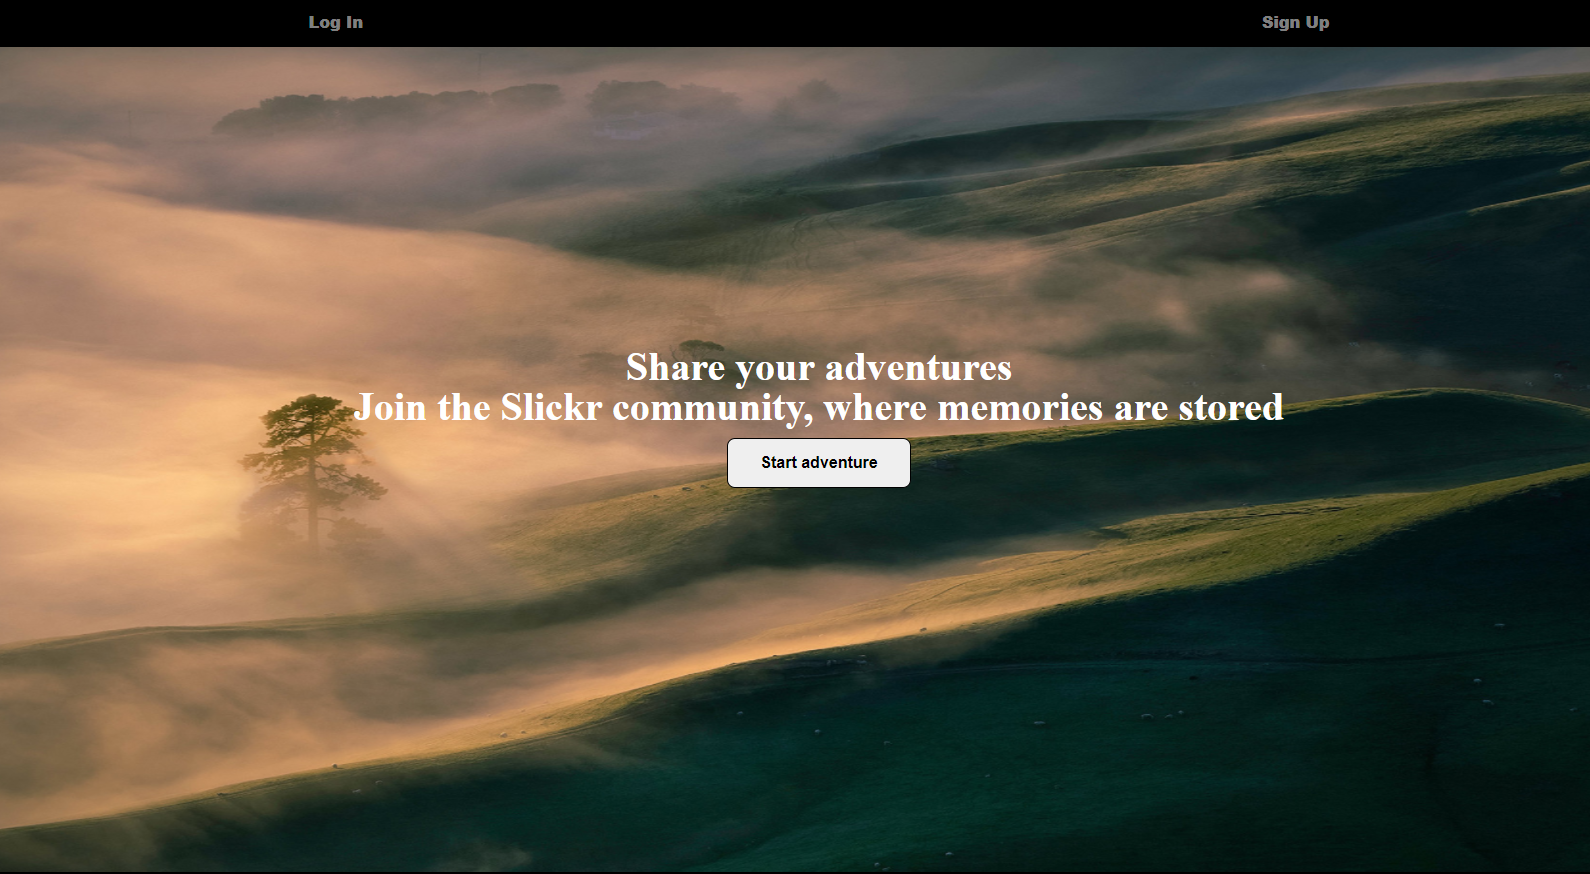 Log In
Sign Up
Share your adventures
Join the Slickr community, where memories are stored
Start adventure